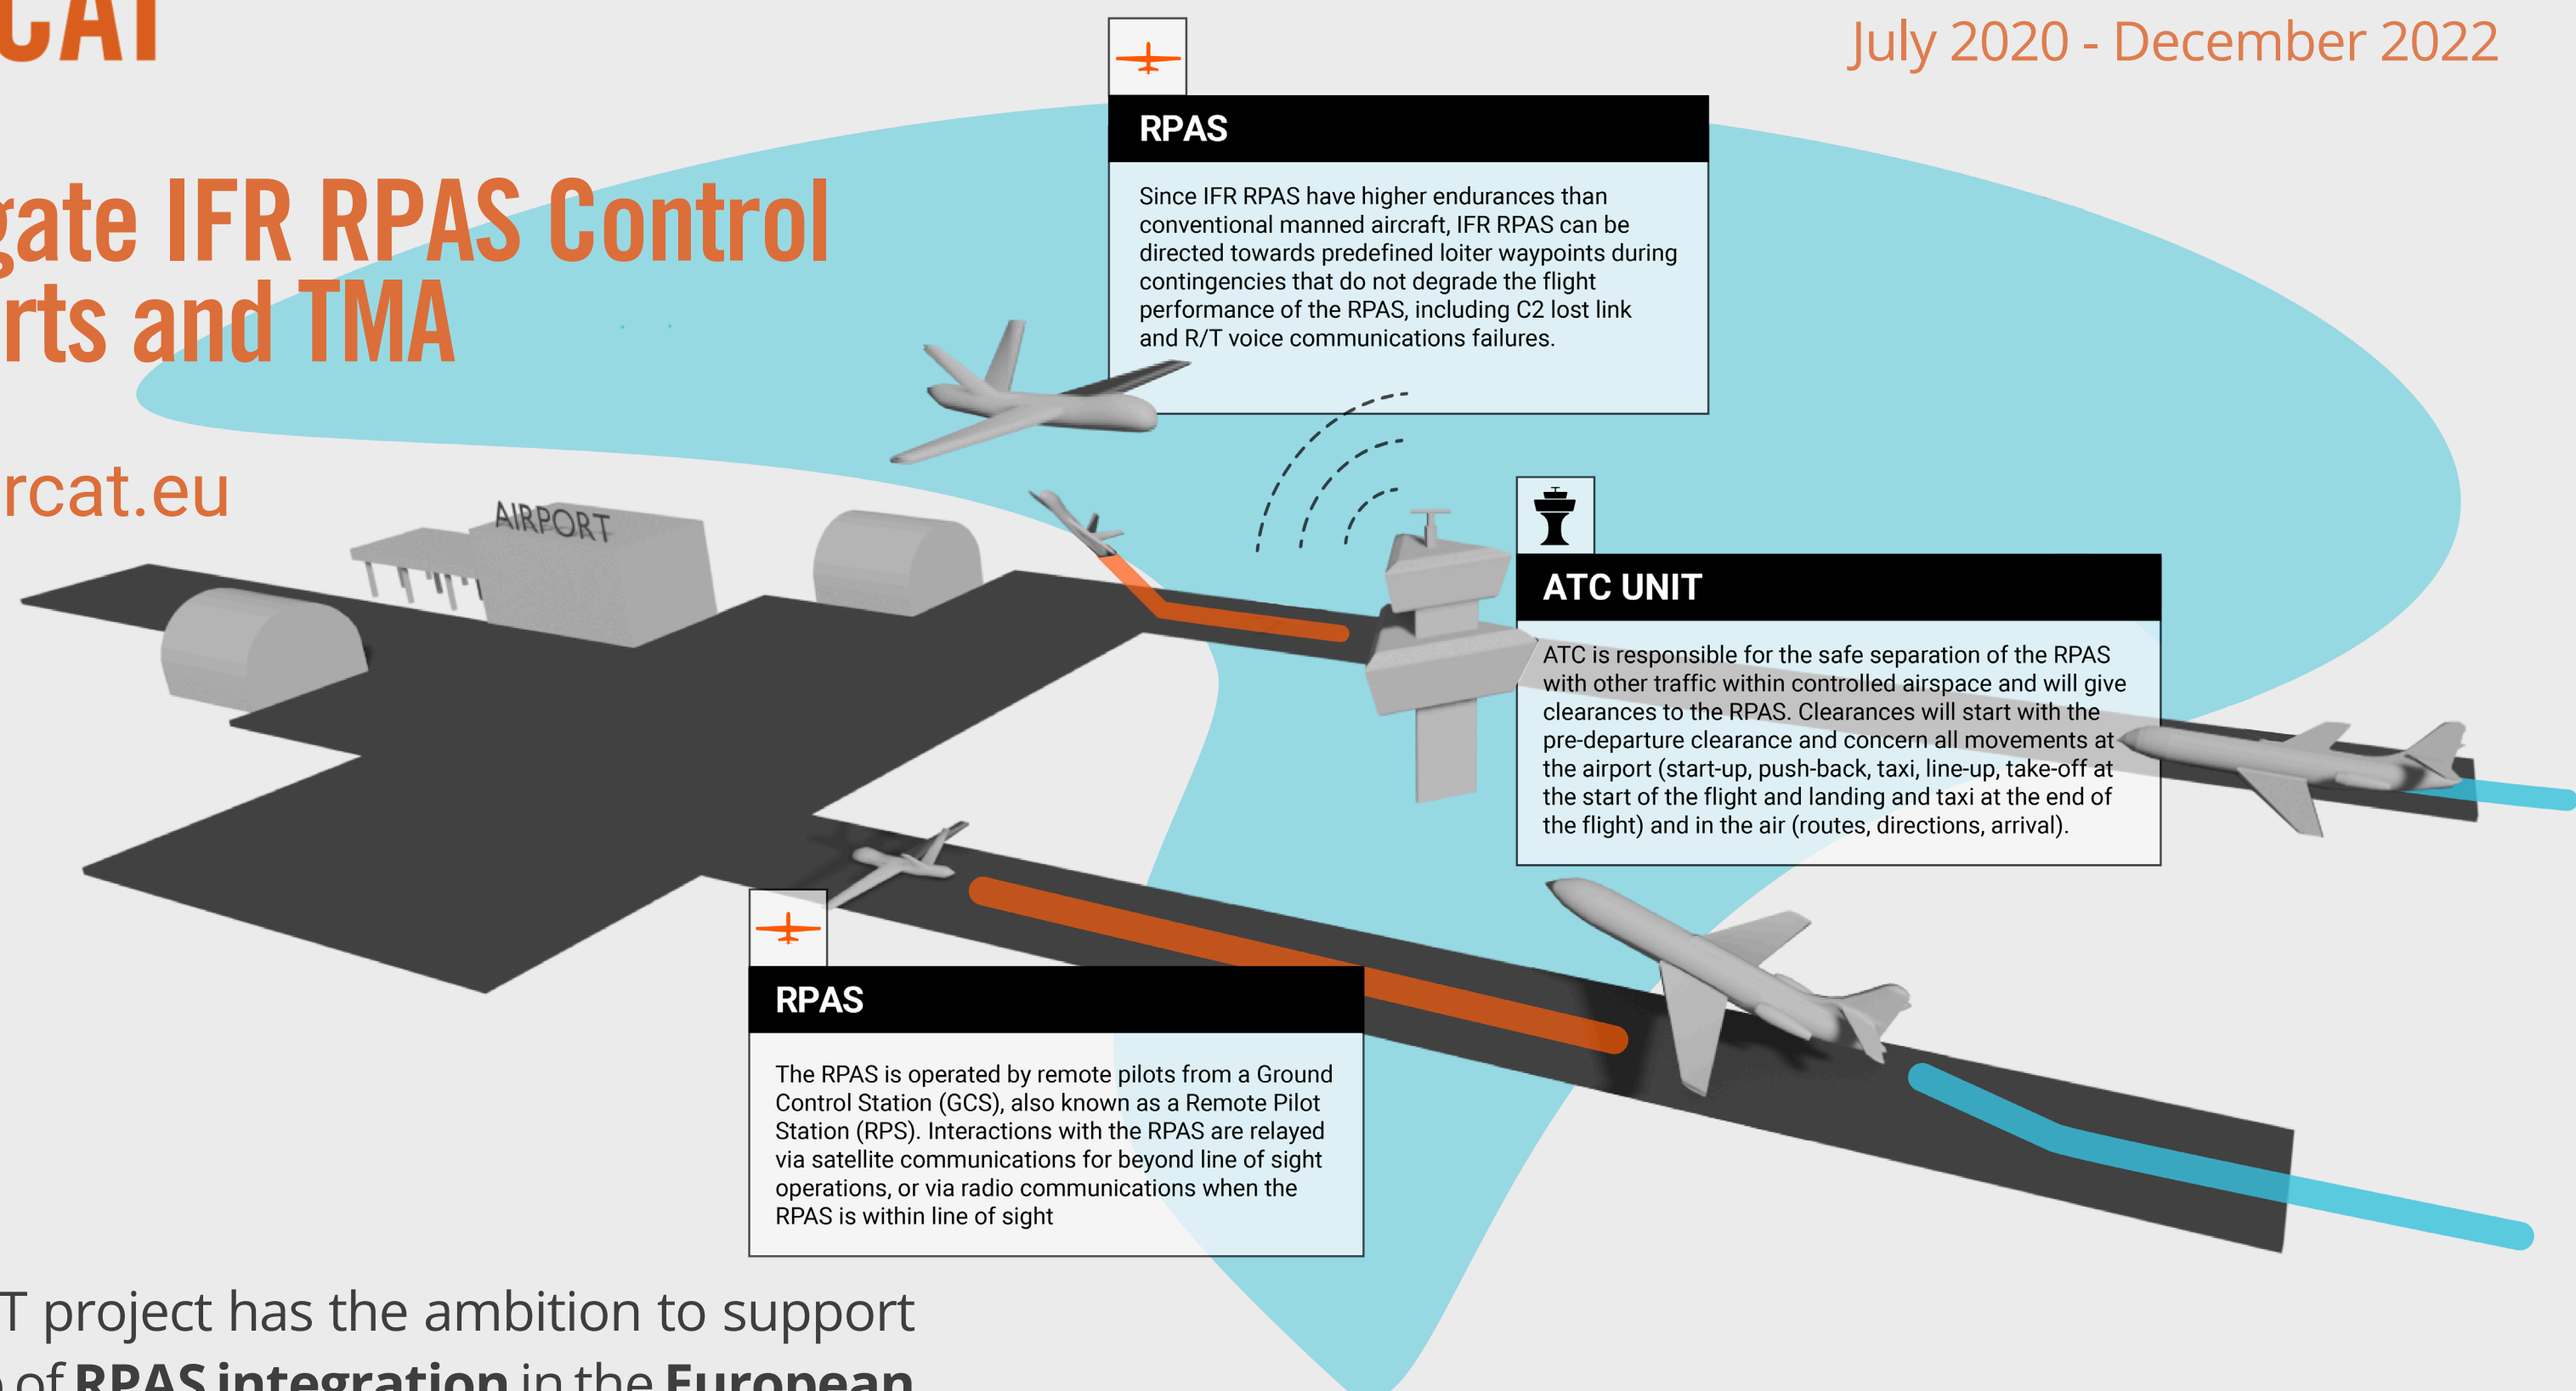 CAT
July 2020 - December 2022
gate IFR RPAS Control
rts and TMA
rcat.eu
RPAS
Since IFR RPAS have higher endurances than
conventional manned aircraft, IFR RPAS can be
directed towards predefined loiter waypoints during
contingencies that do not degrade the flight
performance of the RPAS, including C2 lost link
and R/T voice communications failures.
AIRPORT
ATC UNIT
ATC is responsible for the safe separation of the RPAS
with other traffic within controlled airspace and will give
clearances to the RPAS. Clearances will start with the
pre-departure clearance and concern all movements at
the airport (start-up, push-back, taxi, line-up, take-off at
the start of the flight and landing and taxi at the end of
the flight) and in the air (routes, directions, arrival).
RPAS
The RPAS is operated by remote pilots from a Ground
Control Station (GCS), also known as a Remote Pilot
Station (RPS). Interactions with the RPAS are relayed
via satellite communications for beyond line of sight
operations, or via radio communications when the
RPAS is within line of sight
T project has the ambition to support
of RPAS integration in the European